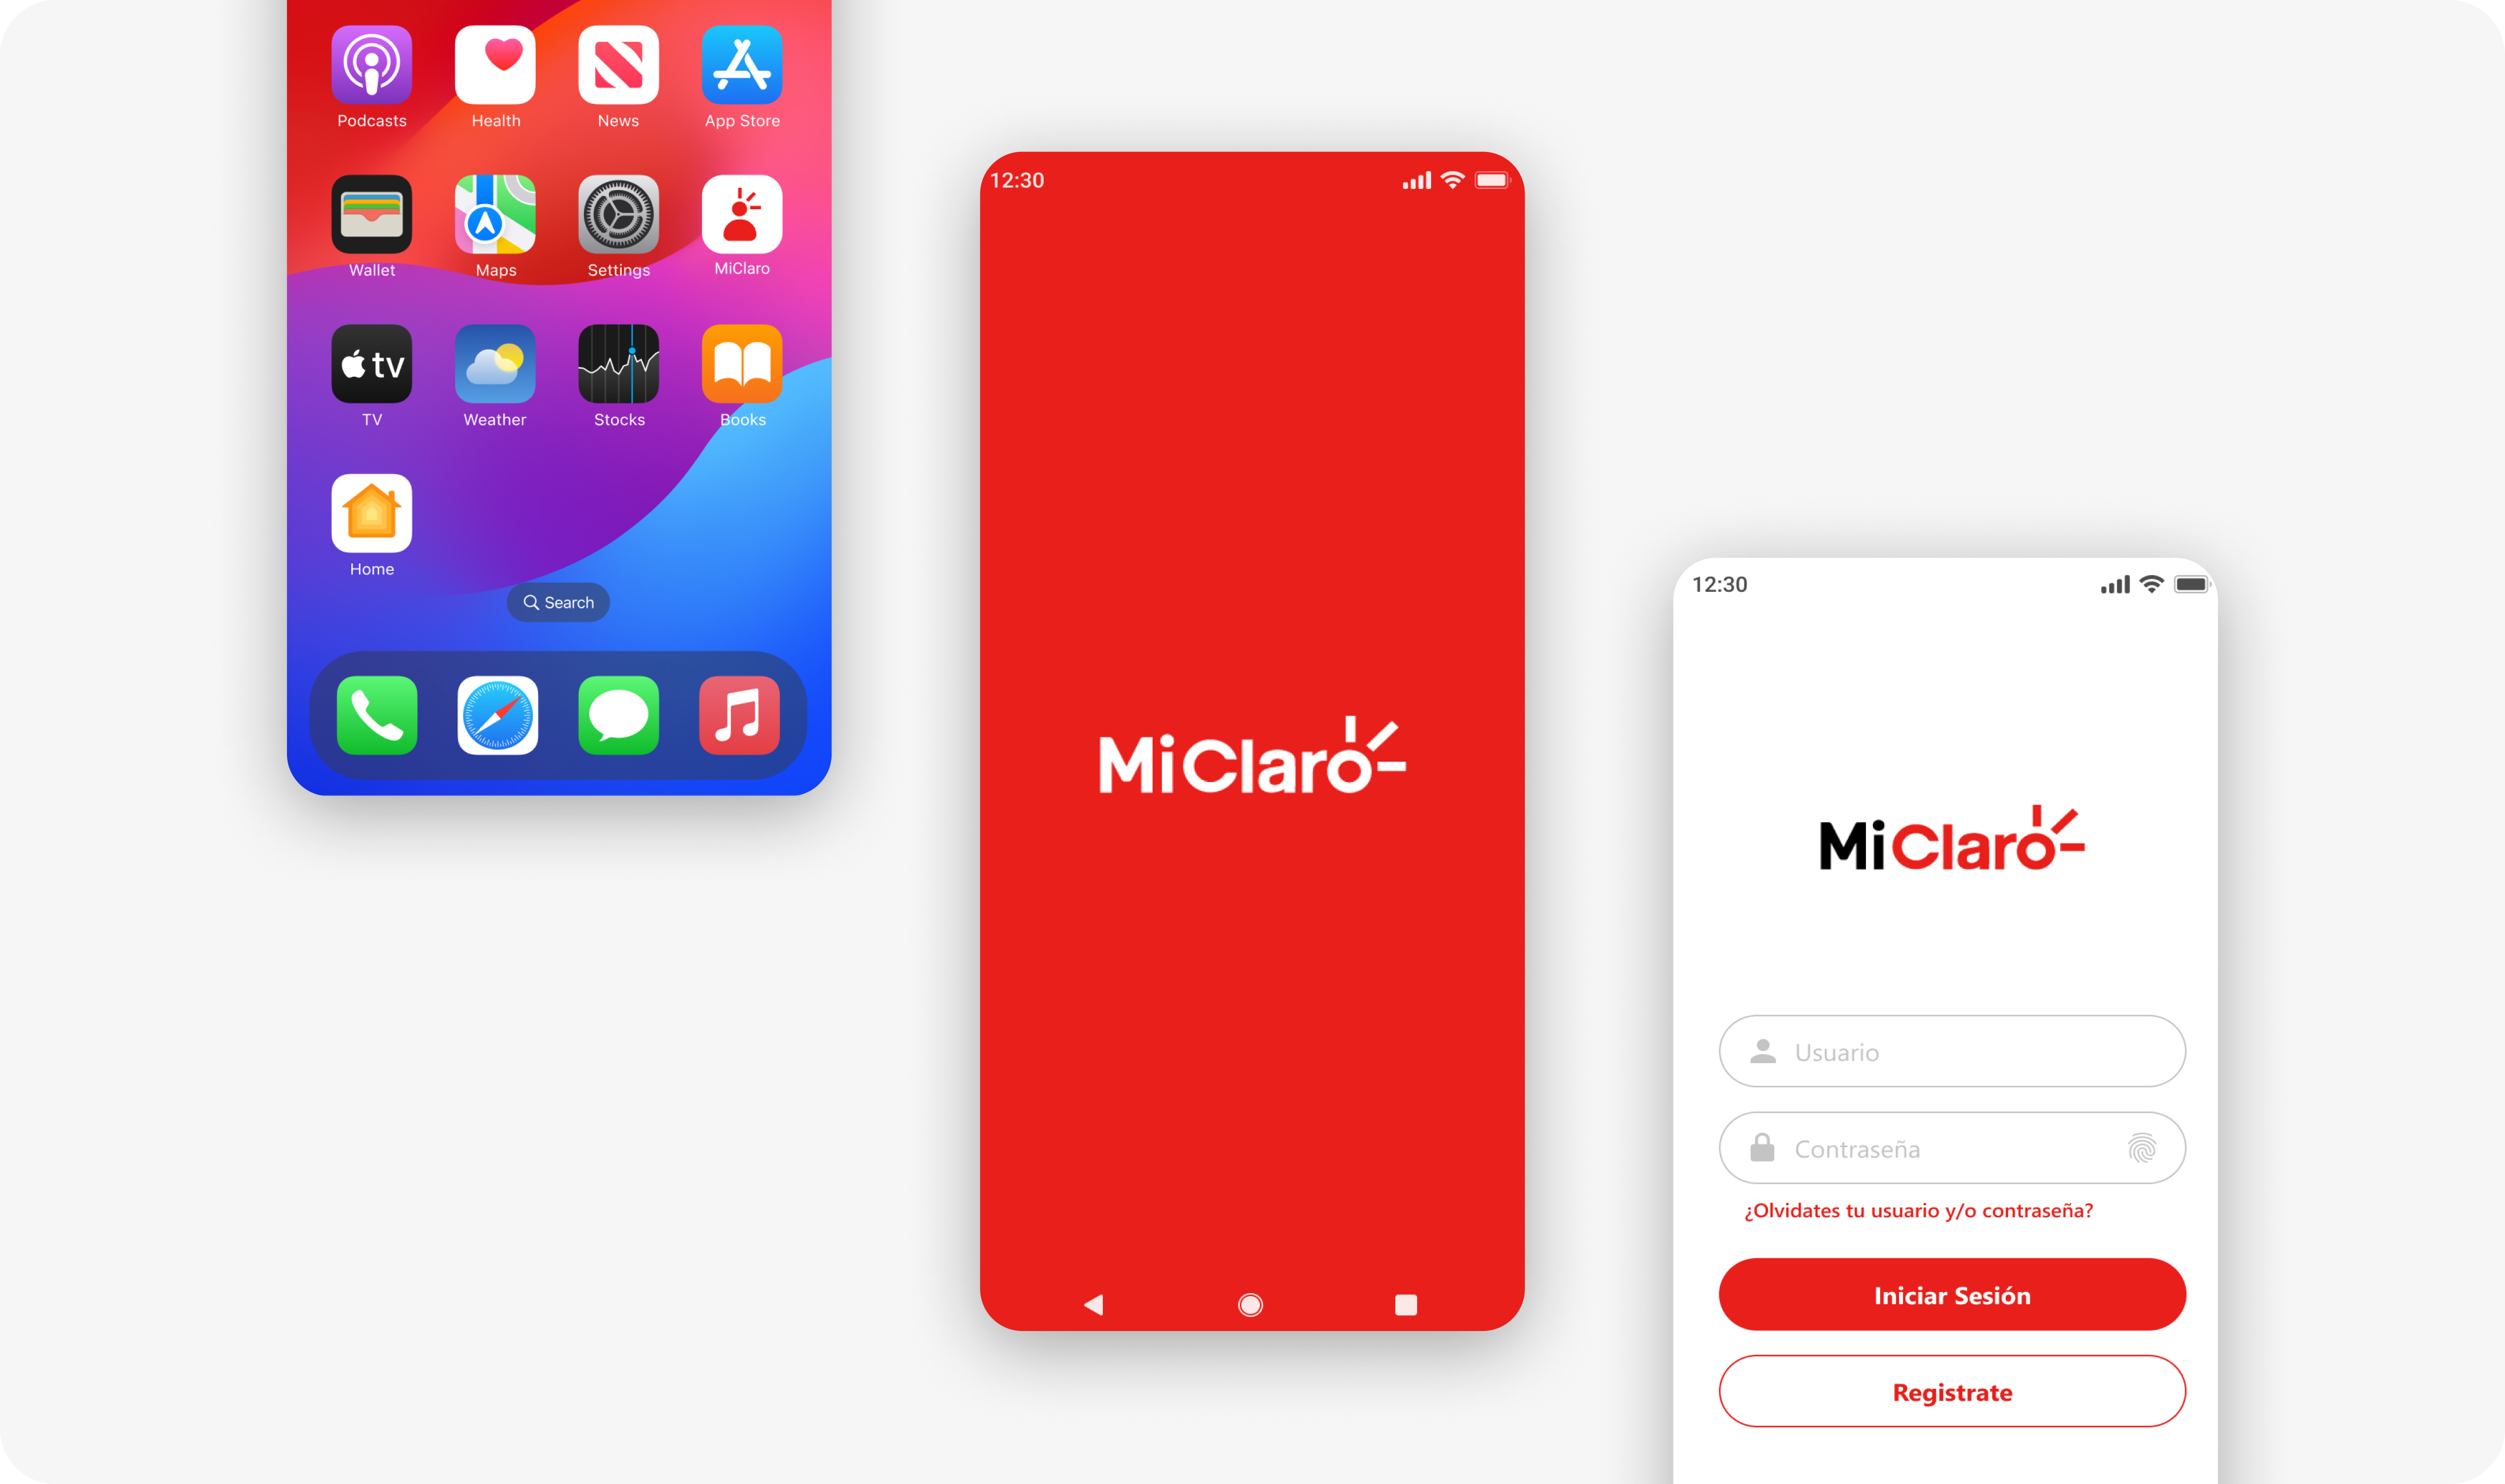 Podcasts Health News App Store
Wallet Maps Settings MiClaro
tv
TV Weather Stocks Books
Home
Search
12:30
MiClaro
12:30
MiClaro
Usuario
Contraseña
¿Olvidates tu usuario y/o contraseña?
Iniciar Sesión
Registrate